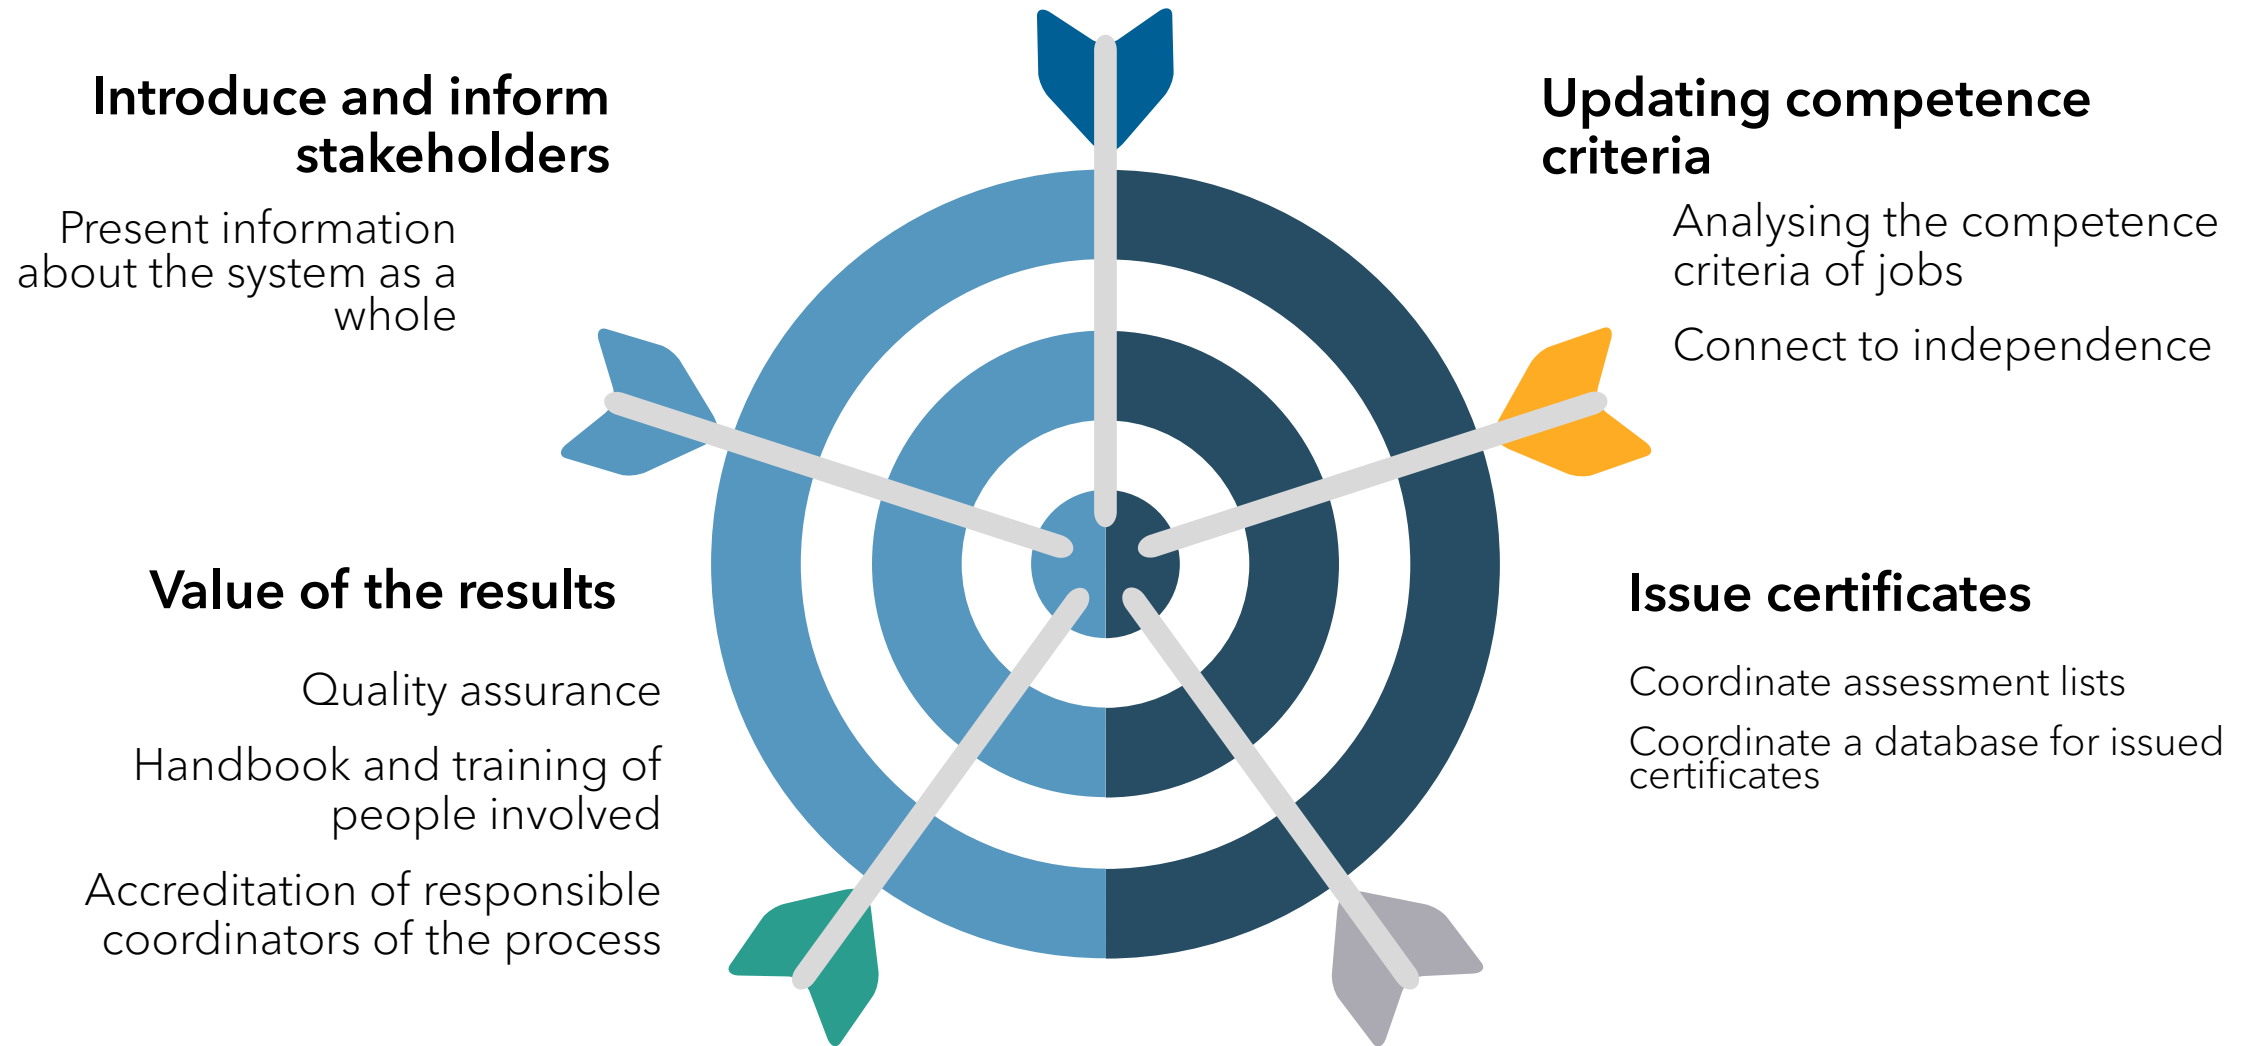 Introduce and inform
stakeholders
Present information
about the system as a
whole
Updating competence
criteria
Analysing the competence
criteria of jobs
Connect to independence
Value of the results
Quality assurance
Handbook and training of
people involved
Accreditation of responsible
coordinators of the process
Issue certificates
Coordinate assessment lists
Coordinate a database for issued
certificates